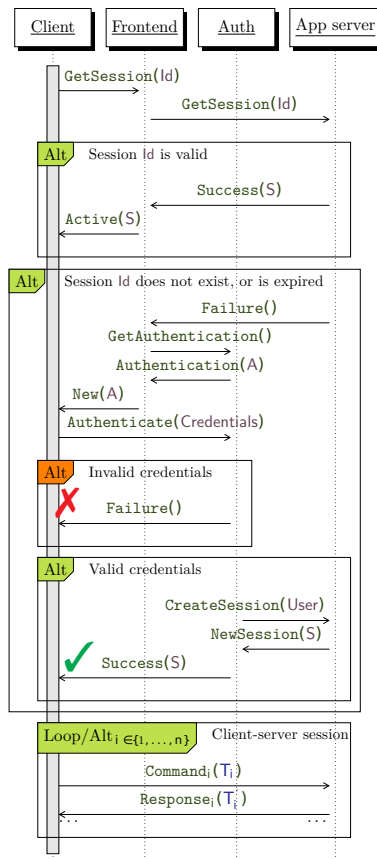 Client Frontend Auth App server
GetSession(Id)
GetSession(Id)
Alt Session Id is valid
Success(S)
Active(S)
Alt Session Id does not exist, or is expired
Failure()
GetAuthentication()
Authentication(A)
New(A)
Authenticate(Credentials)
Alt Invalid credentials
Failure()
Alt Valid credentials
CreateSession(User)
NewSession(S)
Success(S)
Loop/Alt i ∈{1,...,n} Client-server session
Commandi(Ti)
Responsei(T′i)
... ...